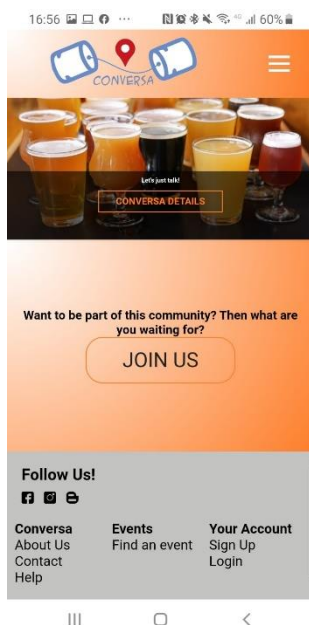 16:56 60%
CONVERSA
Let's just talk!
CONVERSA DETAILS
Want to be part of this community? Then what are
you waiting for?
JOIN US
Follow Us!
Conversa Events Your Account
About Us Find an event Sign Up
Contact Login
Help